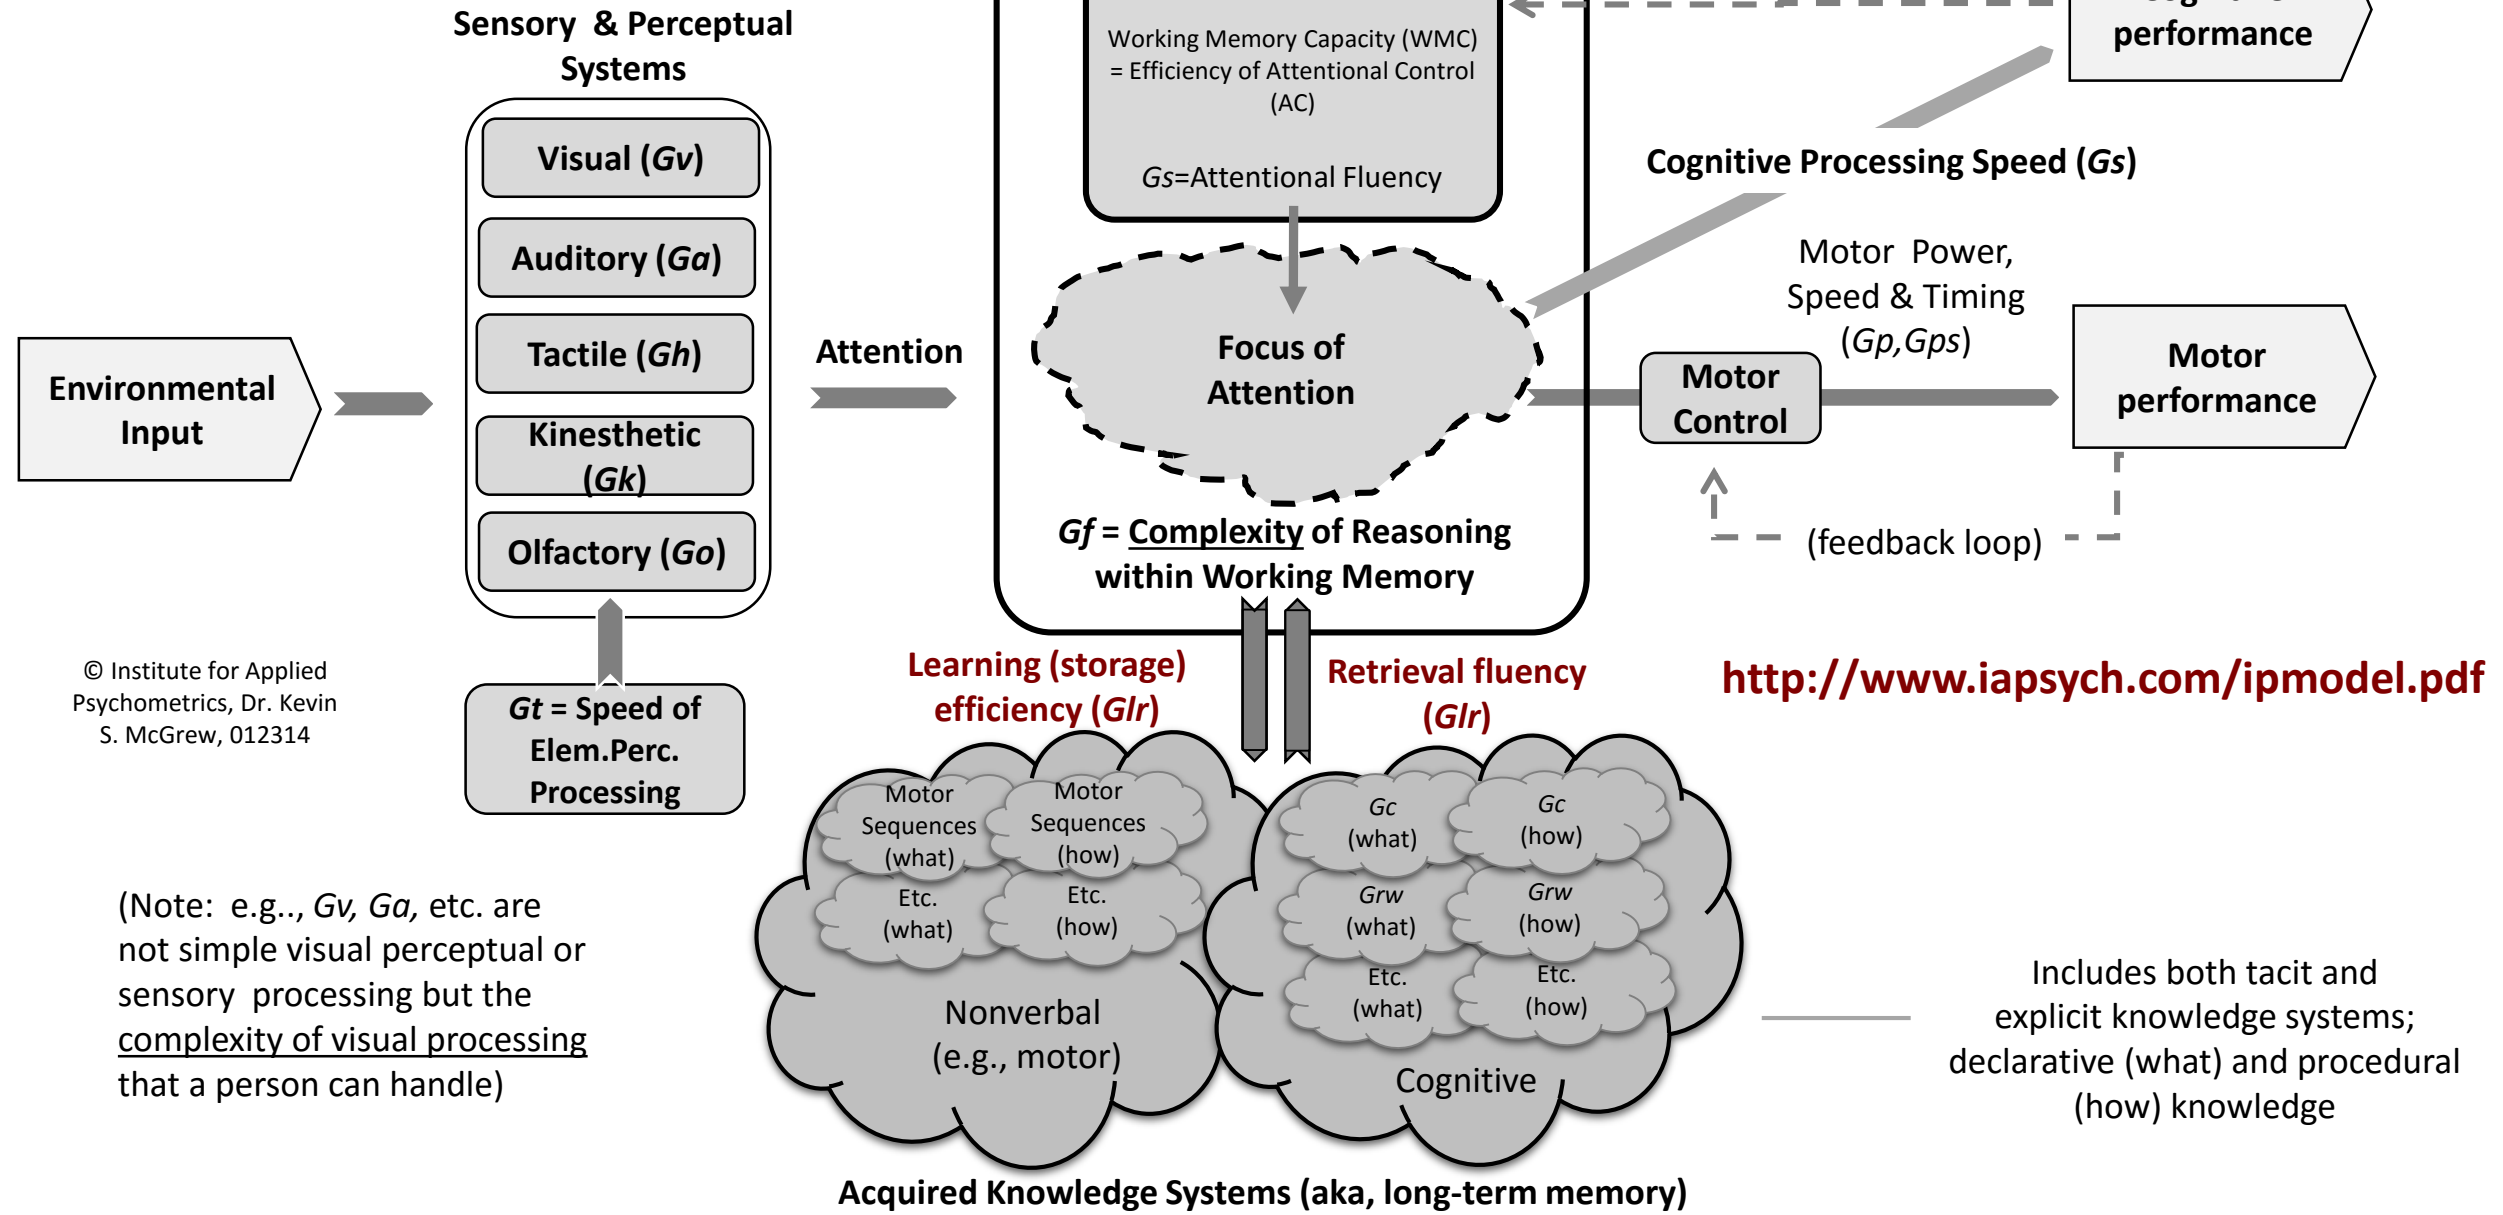 Sensory & Perceptual
Systems
Visual (Gv)
Auditory (Ga)
Tactile (Gh)
Kinesthetic
(Gk)
Olfactory (Go)
Environmental
Input
Attention
Gt = Speed of
Elem.Perc.
Processing
© Institute for Applied
Psychometrics, Dr. Kevin
S. McGrew, 012314
(Note: e.g.., Gv, Ga, etc. are
not simple visual perceptual or
sensory processing but the
complexity of visual processing
that a person can handle)
Working Memory Capacity (WMC)
= Efficiency of Attentional Control
(AC)
Gs=Attentional Fluency
Focus of
Attention
Gf = Complexity of Reasoning
within Working Memory
performance
Cognitive Processing Speed (Gs)
Motor Power,
Speed & Timing
(Gp,Gps)
Motor
Control
Motor
performance
(feedback loop)
Learning (storage)
efficiency (Glr)
Retrieval fluency
(Glr)
http://www.iapsych.com/ipmodel.pdf
Motor
Sequences
(what)
Motor
Sequences
(how)
Etc.
(what)
Etc.
(how)
Nonverbal
(e.g., motor)
Gc
(what)
Gc
(how)
Grw
(what)
Grw
(how)
Etc.
(what)
Etc.
(how)
Cognitive
Includes both tacit and
explicit knowledge systems;
declarative (what) and procedural
(how) knowledge
Acquired Knowledge Systems (aka, long-term memory)